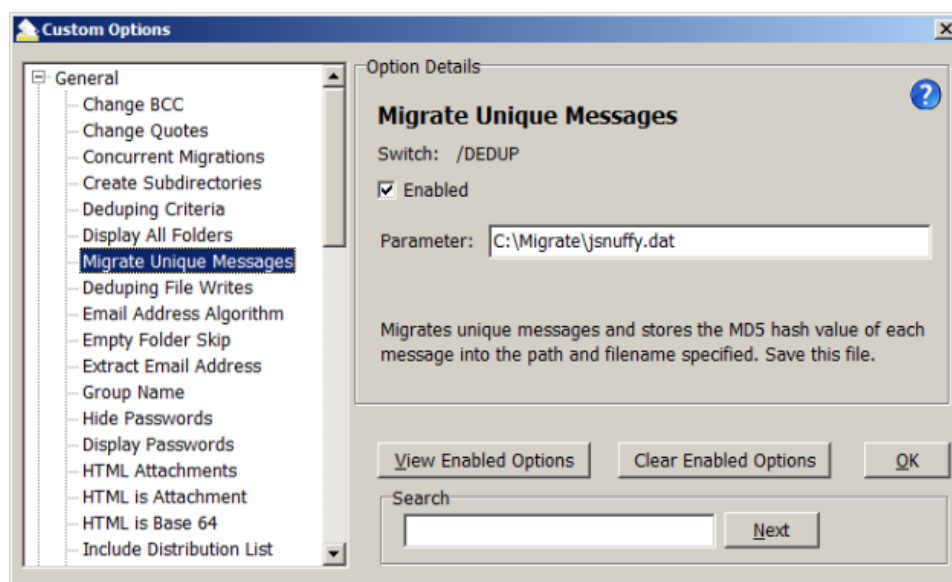 Custom Options
General
Change BCC
Change Quotes
Concurrent Migrations
Create Subdirectories
Deduping Criteria
Display All Folders
Migrate Unique Messages
Deduping File Writes
Email Address Algorithm
Empty Folder Skip
Extract Email Address
Group Name
Hide Passwords
Display Passwords
HTML Attachments
HTML is Attachment
HTML is Base 64
Include Distribution List
Option Details
?
Migrate Unique Messages
Switch: /DEDUP
Enabled
Parameter: C:\Migrate\jsnuffy.dat
Migrates unique messages and stores the MD5 hash value of each
message into the path and filename specified. Save this file.
View Enabled Options Clear Enabled Options OK
Search
Next